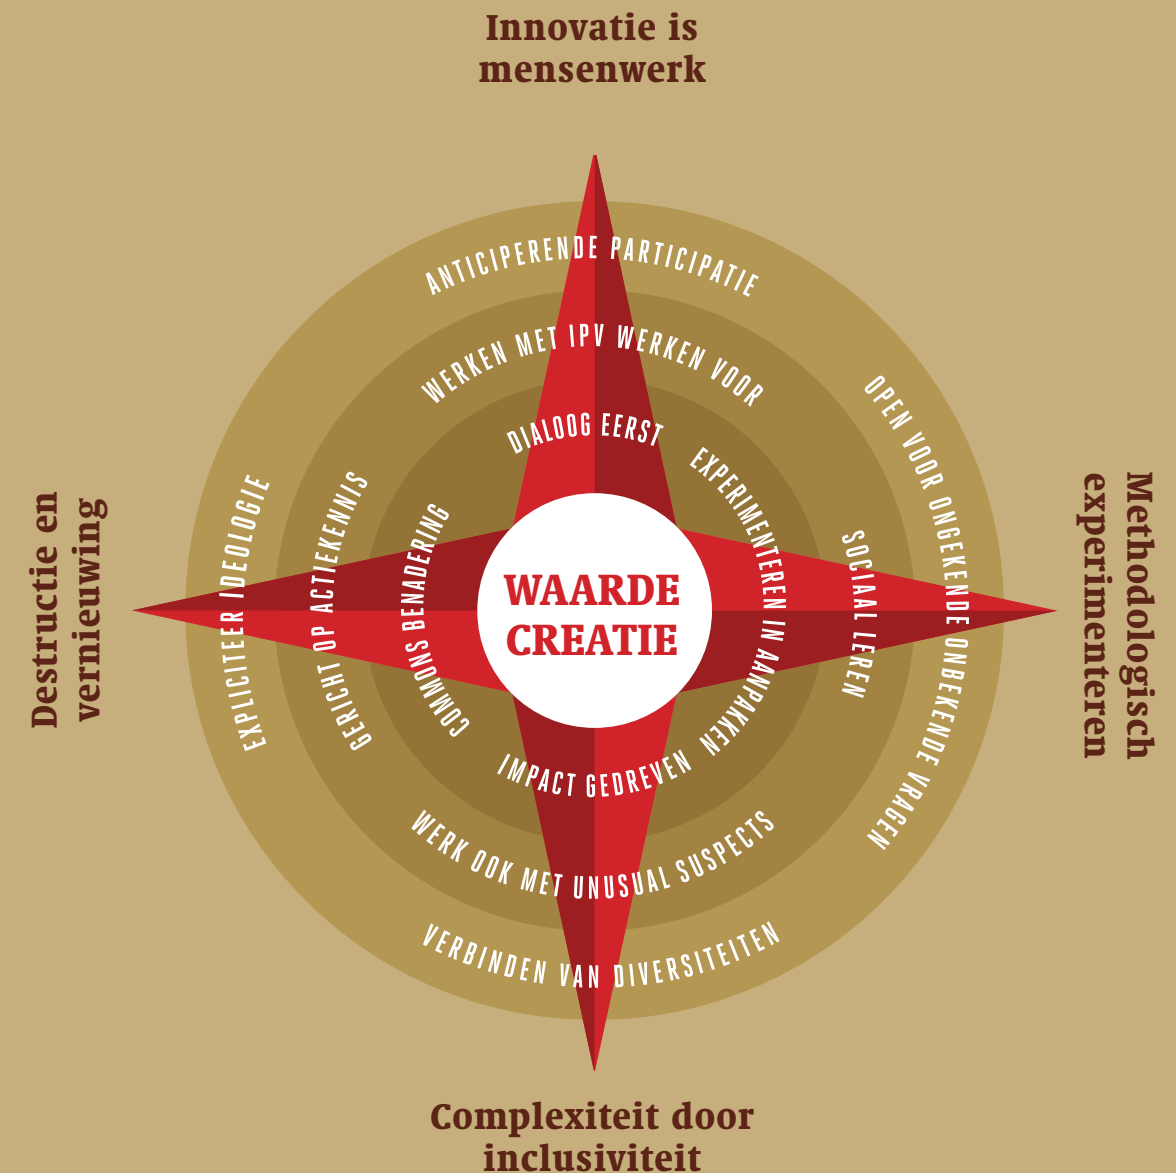 Innovatie is
mensenwerk
ANTICIPERENDE PARTICIPATIE
WERKEN MET IPV WERKEN VOOR
DIALOOG EERST
Methodologisch
experimenteren
OPEN VOOR ONGEKENDE ONBEKENDE VRAGEN
SOCIAAL LEREN
EXPERIMENTEREN IN AANPAKKEN
WAARDE
CREATIE
Destructie en
vernieuwing
EXPLICITEER IDEOLOGIE
GERICHT OP ACTIEKENNIS
COMMONS BENADERING
IMPACT GEDREVEN
WERK OOK MET UNUSUAL SUSPECTS
VERBINDEN VAN DIVERSITEITEN
Complexiteit door
inclusiviteit